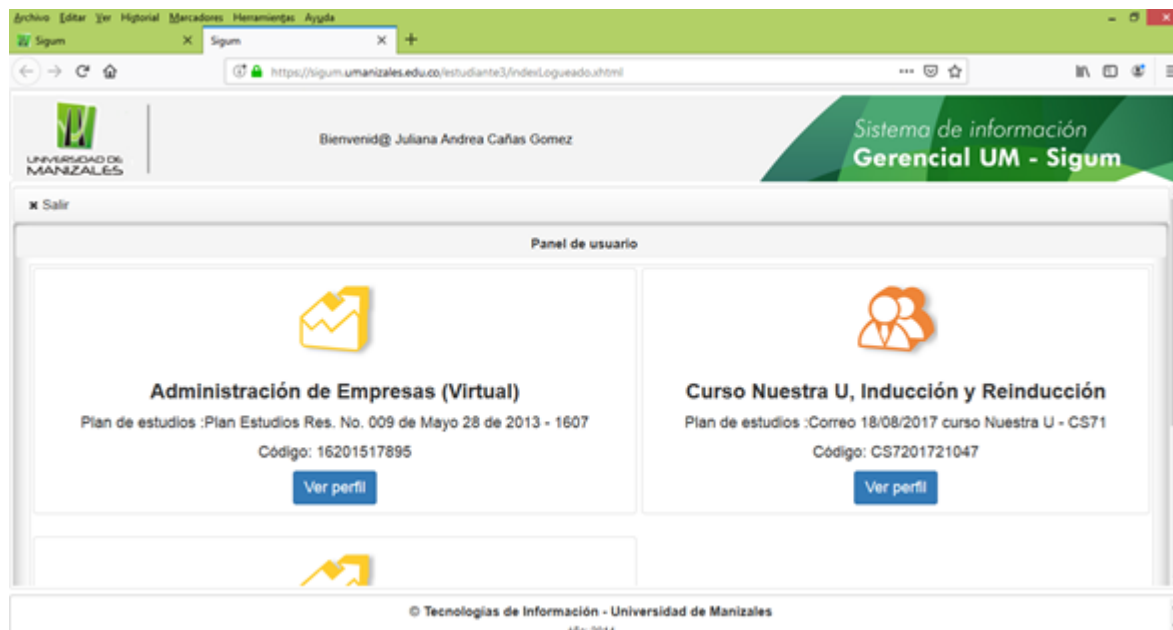 Archivo Editar Ver Historial Marcadores Herramientas Ayuda
Sigum
Sigum
https://sigum.umanizales.edu.co/estudiante3/indexLogueado.xhtml
UNIVERSIDAD DE
MANIZALES
Bienvenid@ Juliana Andrea Cañas Gomez
Sistema de información
Gerencial UM - Sigum
Salir
Panel de usuario
Administración de Empresas (Virtual)
Plan de estudios :Plan Estudios Res. No. 009 de Mayo 28 de 2013 - 1607
Código: 16201517895
Ver perfil
Curso Nuestra U, Inducción y Reinducción
Plan de estudios :Correo 18/08/2017 curso Nuestra U - CS71
Código: CS7201721047
Ver perfil
© Tecnologías de Información - Universidad de Manizales
Año 2014